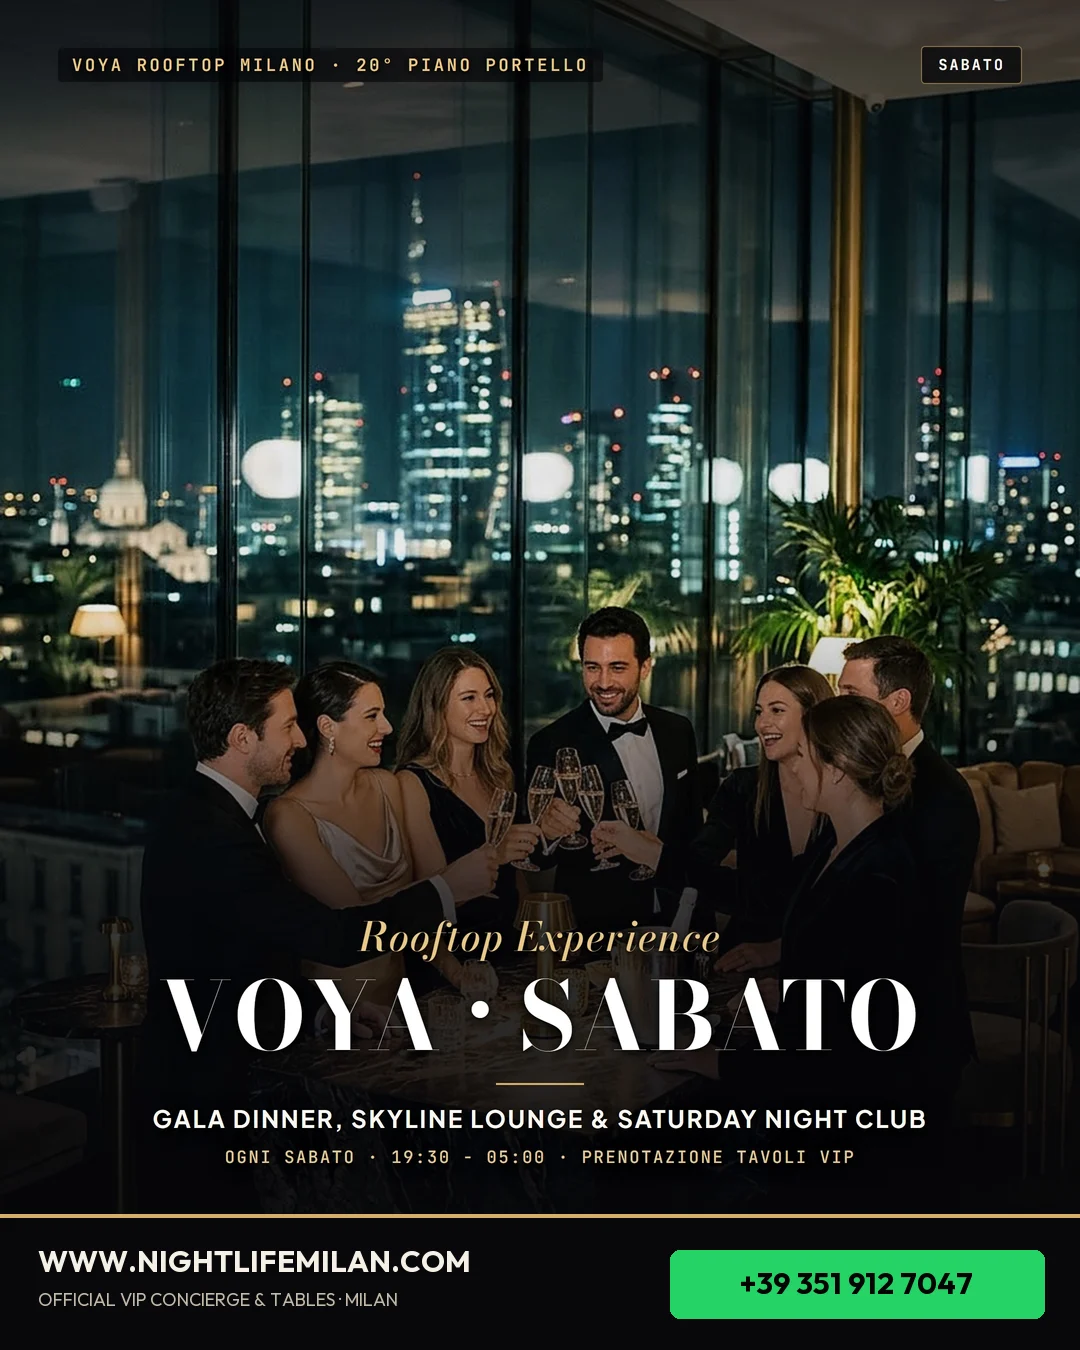 VOYA ROOFTOP MILANO · 20° PIANO PORTELLO
SABATO
Rooftop Experience
VOYA · SABATO
GALA DINNER, SKYLINE LOUNGE & SATURDAY NIGHT CLUB
OGNI SABATO · 19:30 - 05:00 · PRENOTAZIONE TAVOLI VIP
WWW.NIGHTLIFEMILAN.COM
OFFICIAL VIP CONCIERGE & TABLES · MILAN
+39 351 912 7047